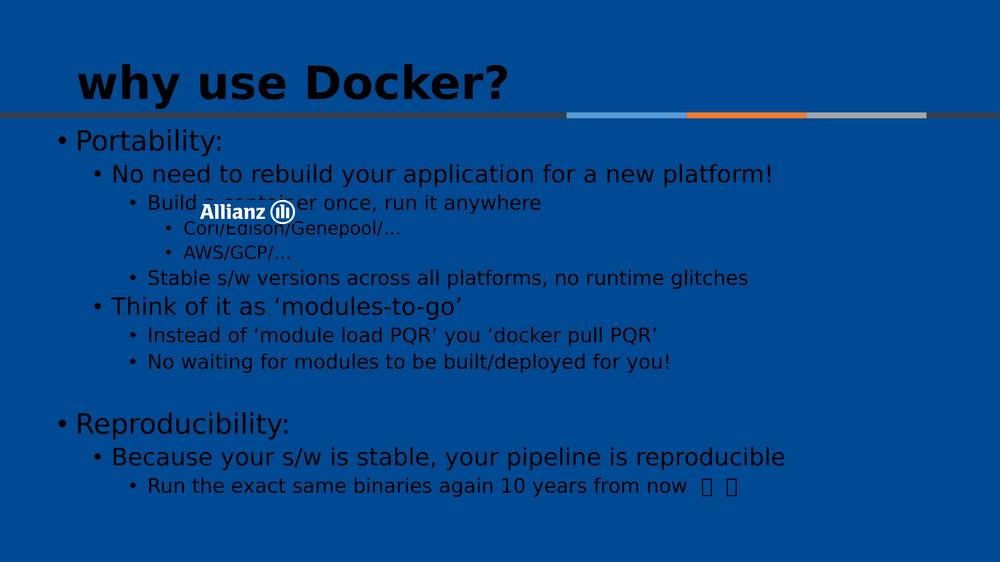 why use Docker?
• Portability:
• No need to rebuild your application for a new platform!
• Build a container once, run it anywhere
Allianz
• Cori/Edison/Genepool/...
• AWS/GCP/...
• Stable s/w versions across all platforms, no runtime glitches
• Think of it as ‘modules-to-go’
• Instead of ‘module load PQR’ you ‘docker pull PQR’
• No waiting for modules to be built/deployed for you!
• Reproducibility:
• Because your s/w is stable, your pipeline is reproducible
• Run the exact same binaries again 10 years from now